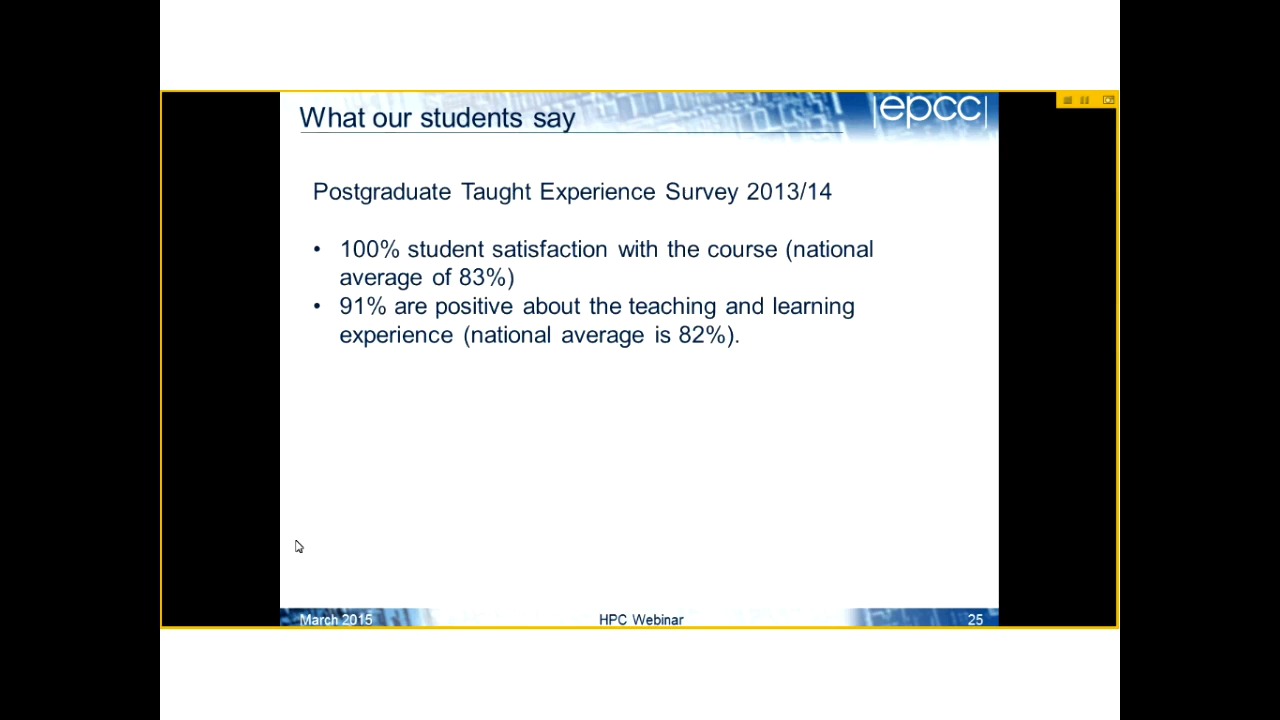 What our students say
|epcc|
Postgraduate Taught Experience Survey 2013/14
• 100% student satisfaction with the course (national
average of 83%)
• 91% are positive about the teaching and learning
experience (national average is 82%).
March 2015
HPC Webinar
25